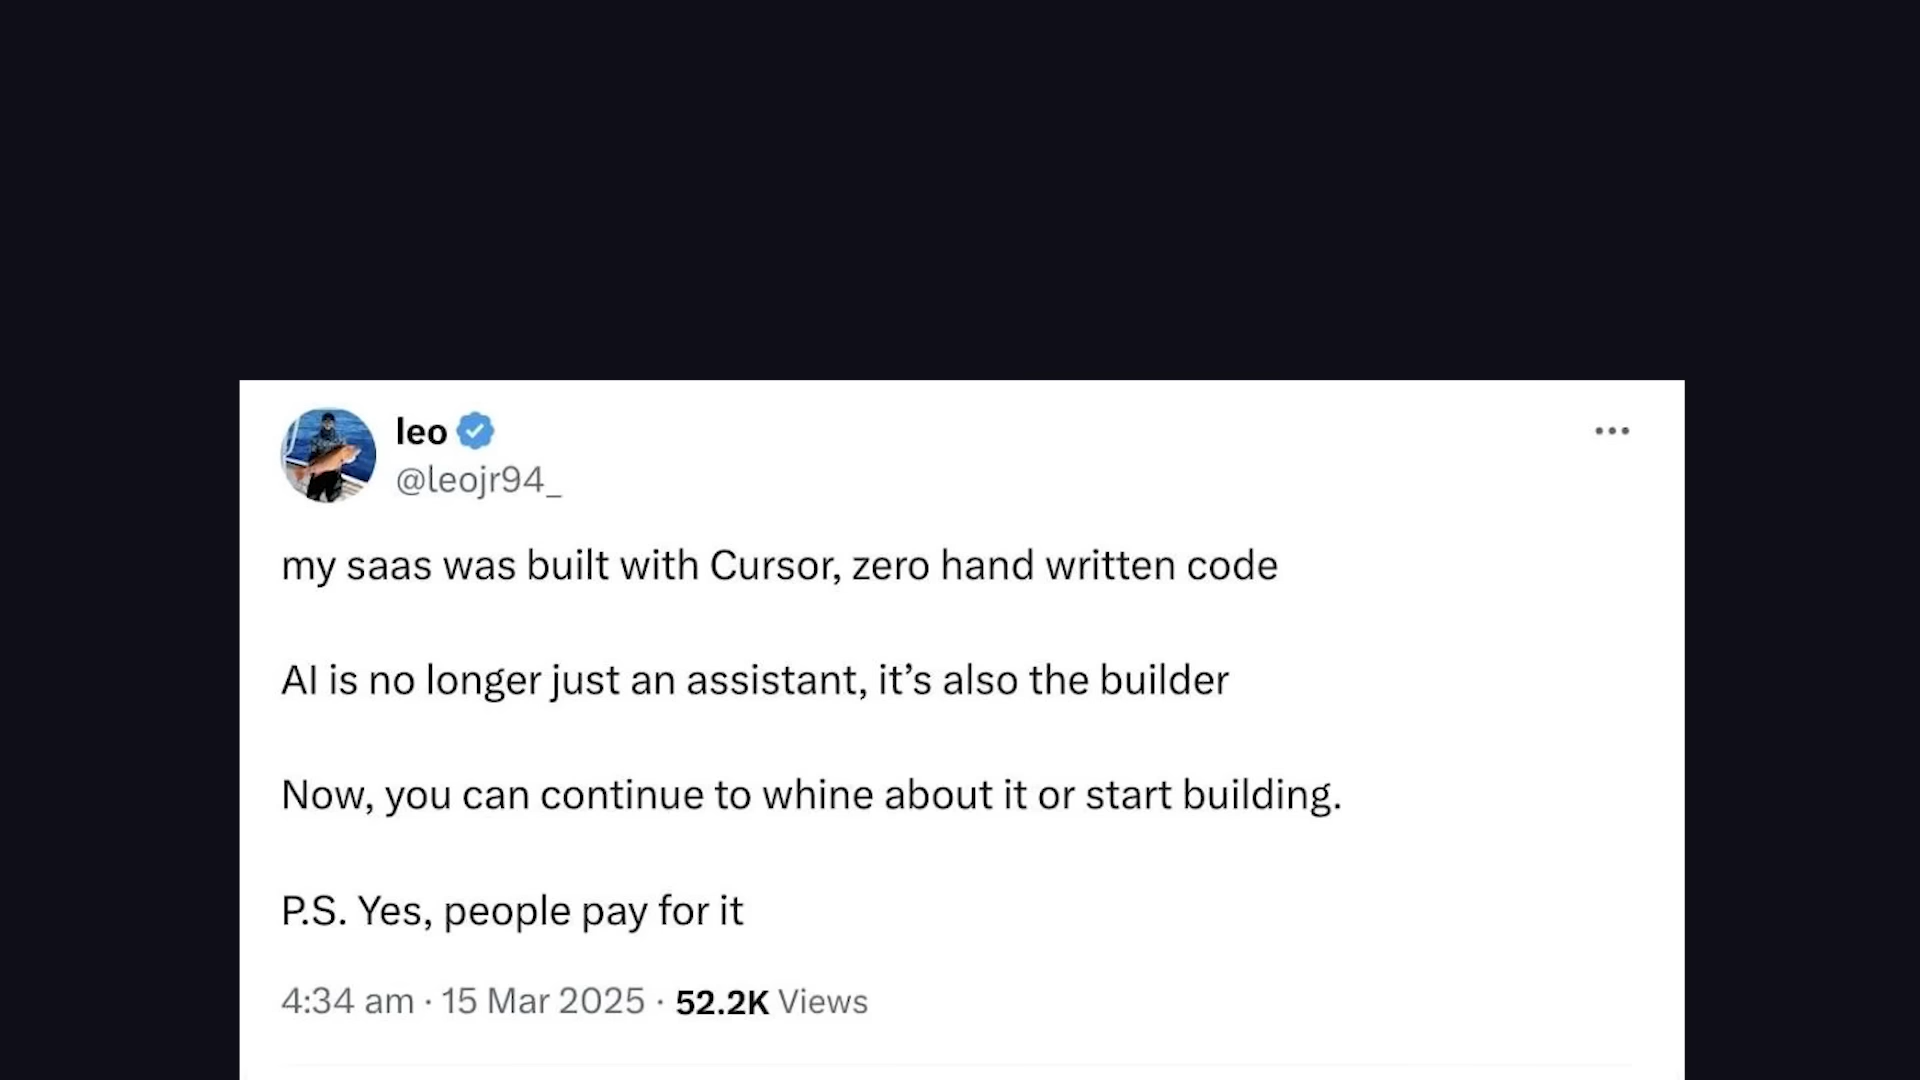 leo
@leojr94_
my saas was built with Cursor, zero hand written code
AI is no longer just an assistant, it’s also the builder
Now, you can continue to whine about it or start building.
P.S. Yes, people pay for it
4:34 am · 15 Mar 2025 · 52.2K Views